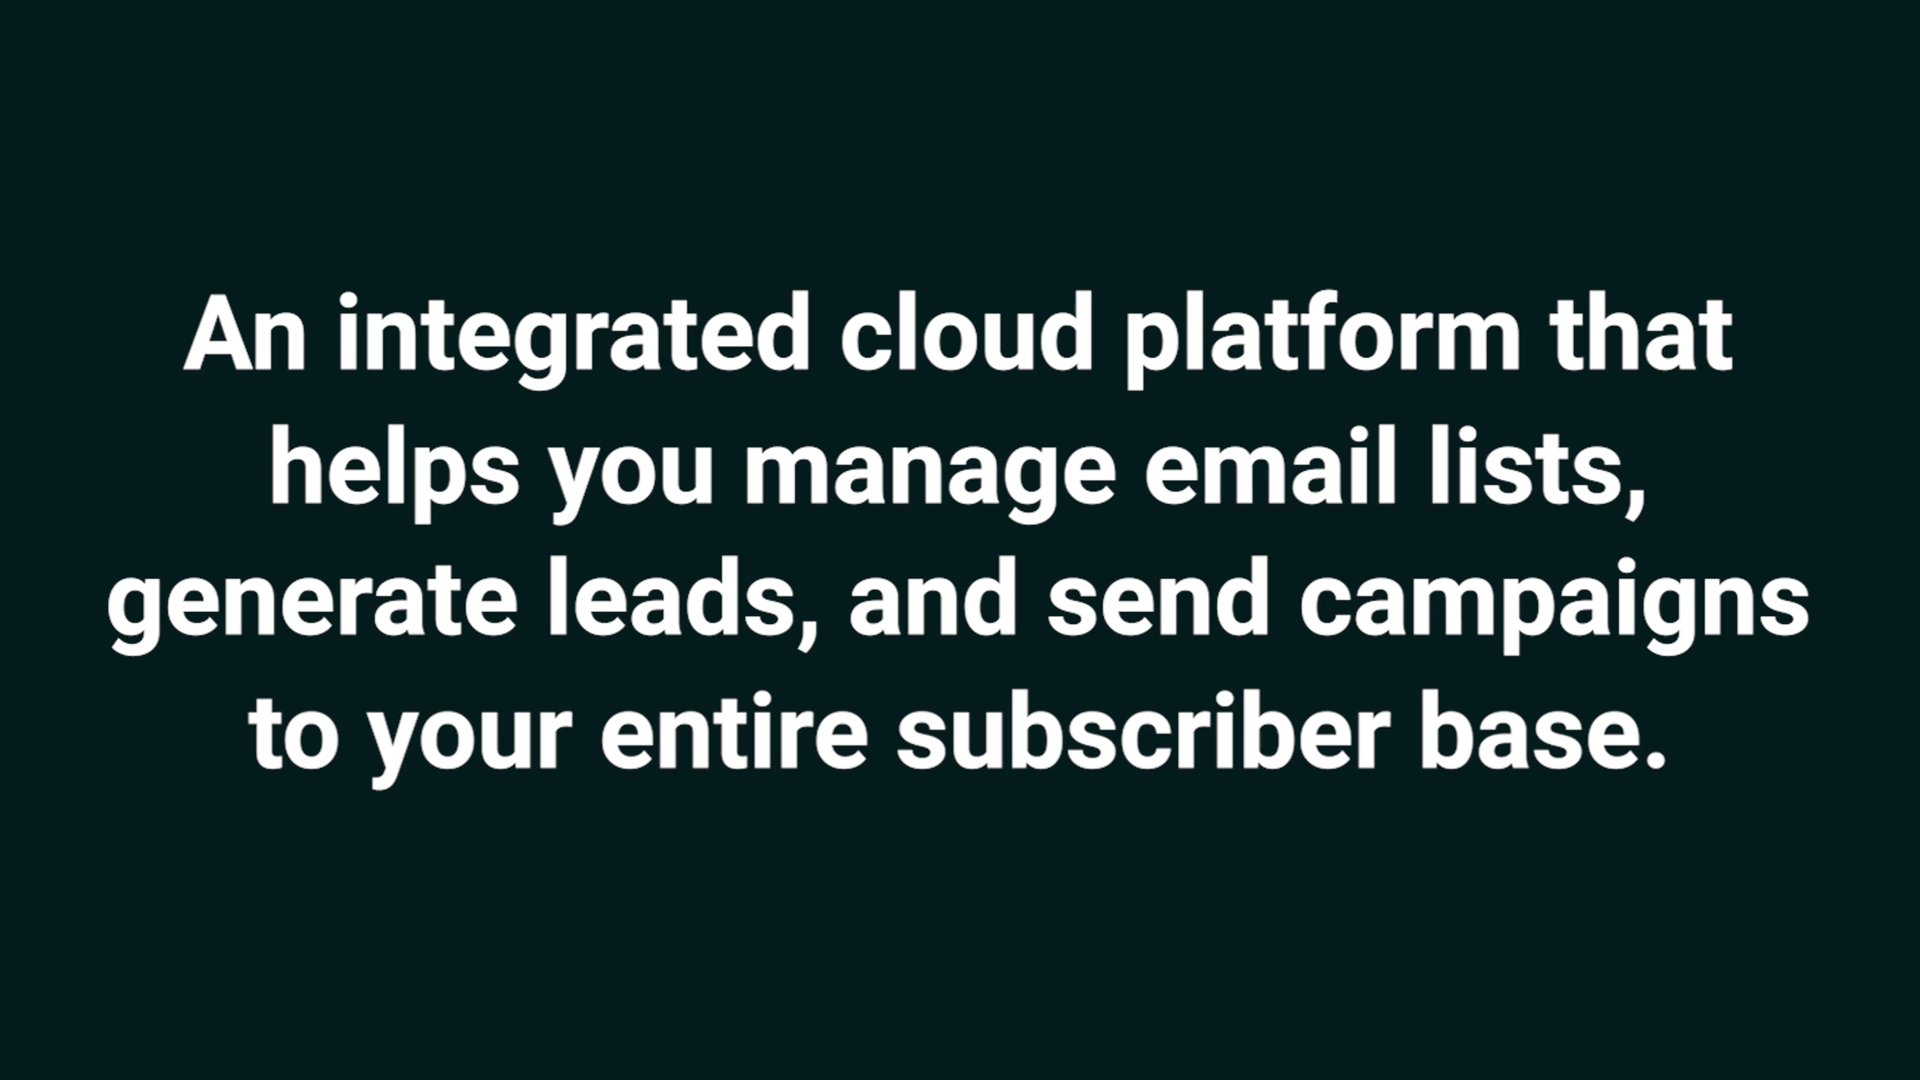 An integrated cloud platform that
helps you manage email lists,
generate leads, and send campaigns
to your entire subscriber base.